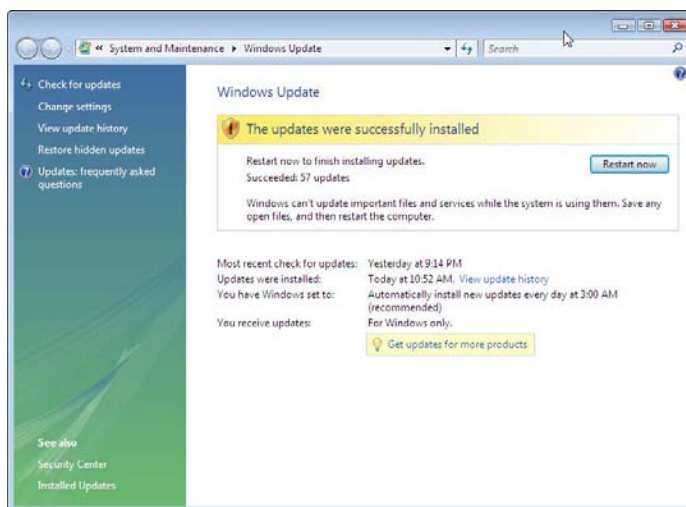 « System and Maintenance ▸ Windows Update
Search
Check for updates
Change settings
View update history
Restore hidden updates
Updates: frequently asked
questions
See also
Security Center
Installed Updates
Windows Update
The updates were successfully installed
Restart now to finish installing updates.
Succeeded: 57 updates
Restart now
Windows can't update important files and services while the system is using them. Save any
open files, and then restart the computer.
Most recent check for updates: Yesterday at 9:14 PM
Updates were installed: Today at 10:52 AM. View update history
You have Windows set to: Automatically install new updates every day at 3:00 AM
(recommended)
You receive updates: For Windows only.
Get updates for more products